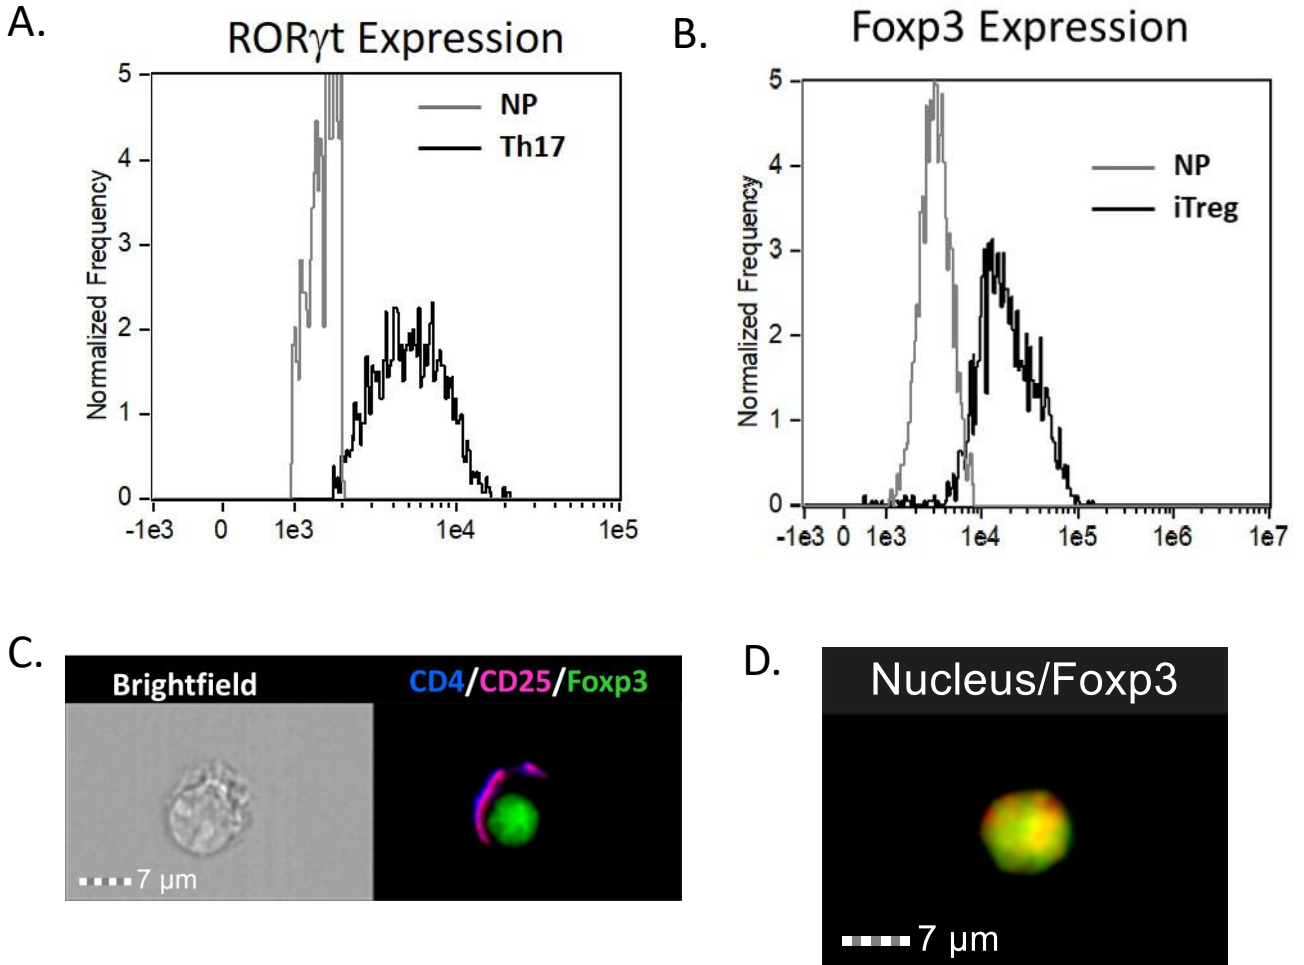 A.
RORγt Expression
5
4
3
2
1
0
Normalized Frequency
NP
Th17
-1e3 0 1e3 1e4 1e5
B.
Foxp3 Expression
5
4
3
2
1
0
Normalized Frequency
NP
iTreg
-1e3 0 1e3 1e4 1e5 1e6 1e7
C.
Brightfield
CD4/CD25/Foxp3
7 µm
D.
Nucleus/Foxp3
7 µm